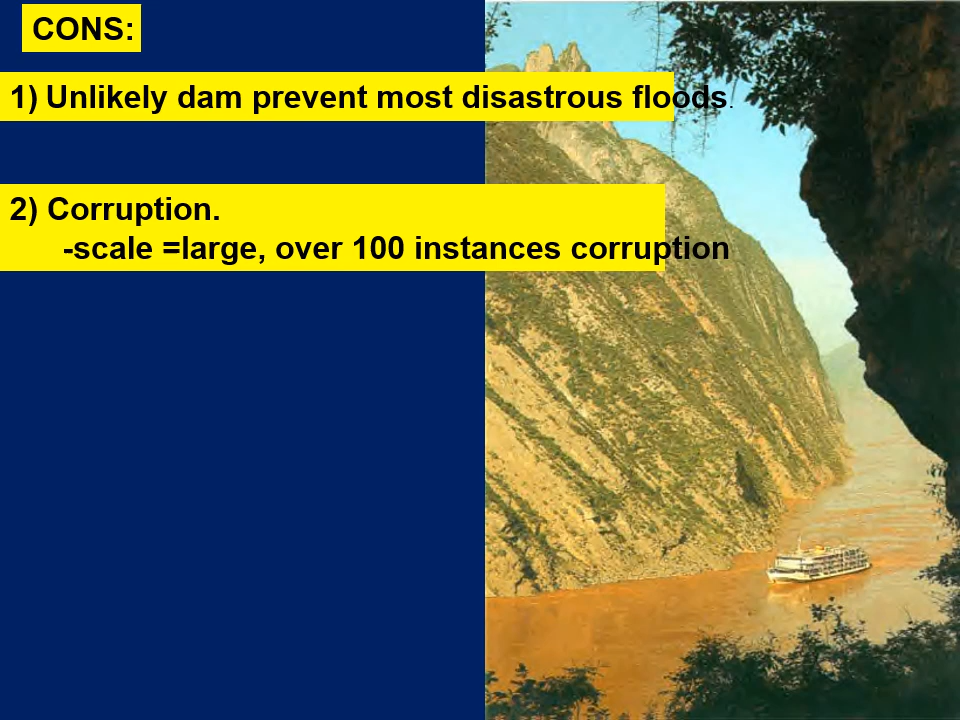 CONS:
1) Unlikely dam prevent most disastrous floods.
2) Corruption.
-scale =large, over 100 instances corruption